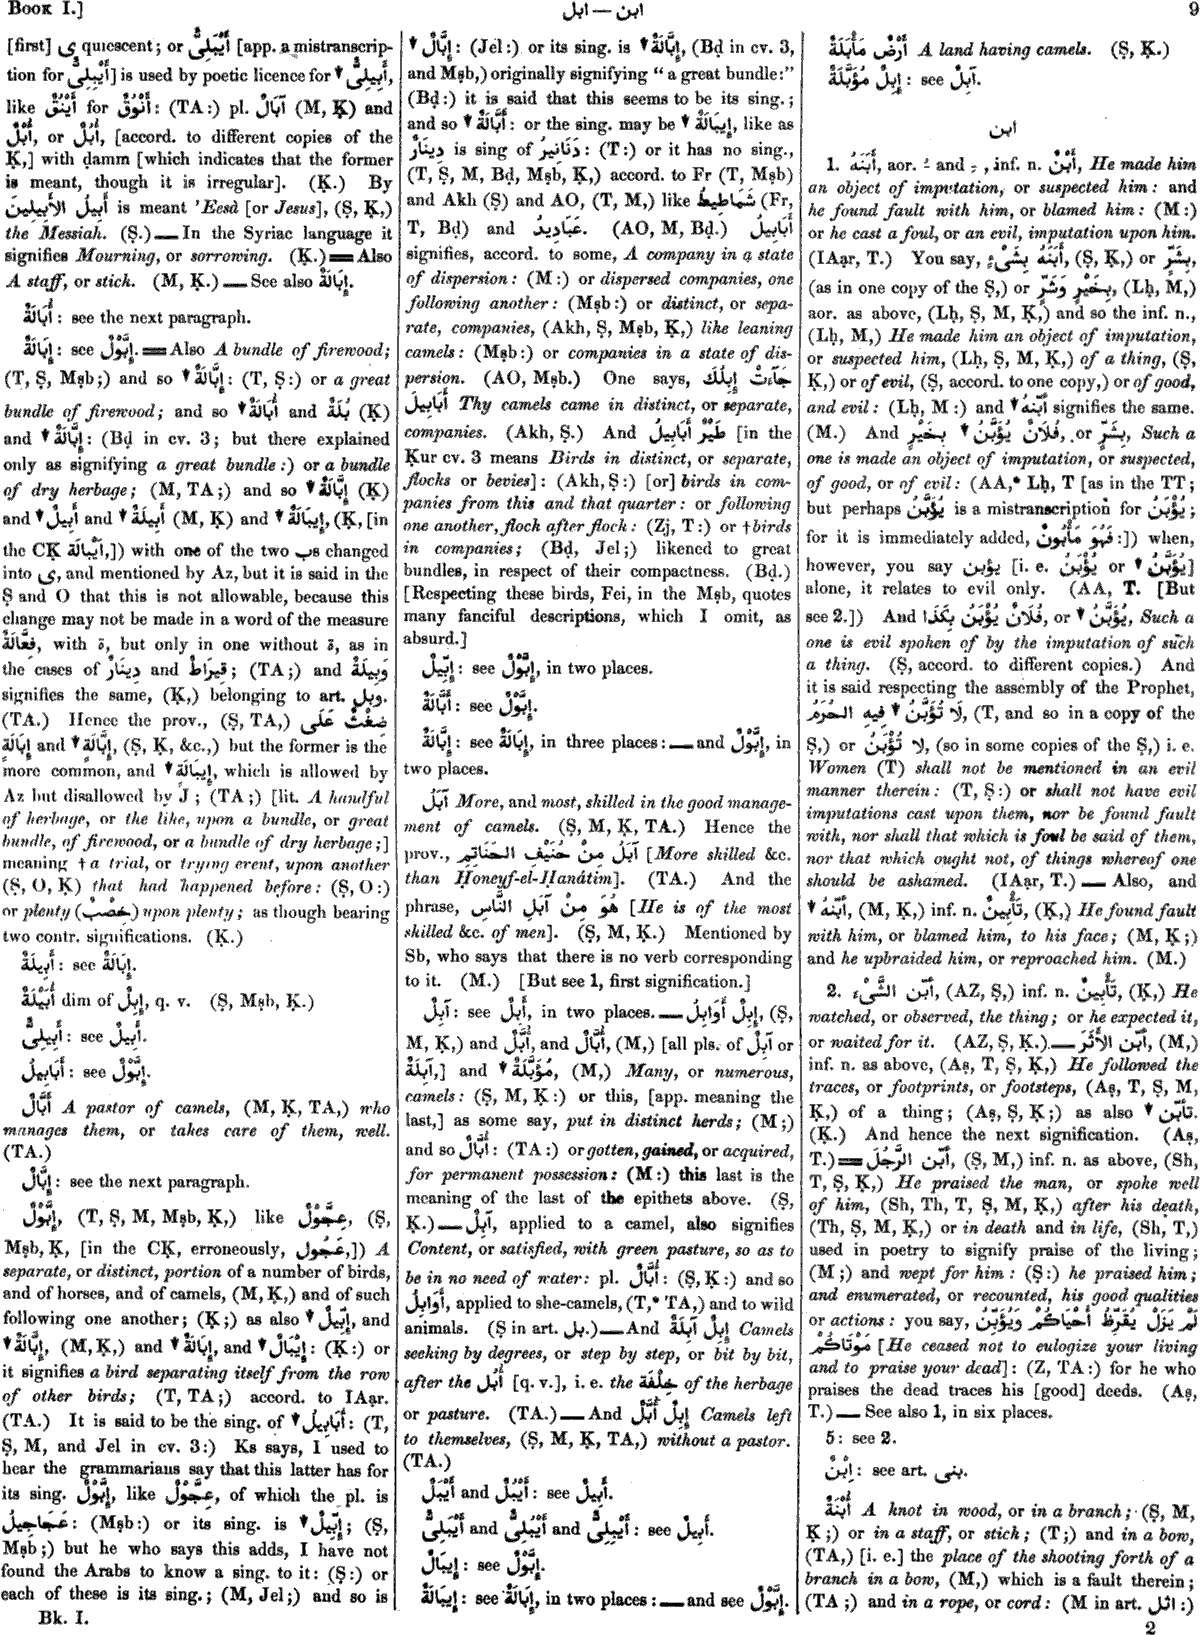 Book I.]
ابل — ابن
9
[first] ى quiescent; or أَيْبَلِىٌّ [app. a mistranscrip-
tion for أَيْبِلِىٌّ] is used by poetic licence for أَبِيلِىٌّ,
like أَيْنُقٌ for أَنْوُقٌ: (TA:) pl. آبَالٌ (M, Ḳ) and
أُبْلٌ, or أُبُلٌ, [accord. to different copies of the
Ḳ,] with ḍamm [which indicates that the former
is meant, though it is irregular]. (Ḳ.) By
أَبِيلُ الأَبِيلِينَ is meant 'Eesà [or Jesus], (Ṣ, Ḳ,)
the Messiah. (Ṣ.) — In the Syriac language it
signifies Mourning, or sorrowing. (Ḳ.) = Also
A staff, or stick. (M, Ḳ.) — See also إِبَالَةٌ.
أُبَالَةٌ: see the next paragraph.
إِبَالَةٌ: see إِبَّوْلٌ. = Also A bundle of firewood;
(T, Ṣ, Mṣb;) and so إِبَّالَةٌ: (T, Ṣ:) or a great
bundle of firewood; and so أُبَالَةٌ and بُلَةٌ (Ḳ)
and إِبَّالَةٌ: (Bḍ in cv. 3; but there explained
only as signifying a great bundle:) or a bundle
of dry herbage; (M, TA;) and so إِبَّالَةٌ (Ḳ)
and أَبِيلٌ and أَبِيلَةٌ (M, Ḳ) and إِيبَالَةٌ, (Ḳ, [in
the CḲ أَيْبَالَة,]) with one of the two ب s changed
into ى, and mentioned by Az, but it is said in the
Ṣ and O that this is not allowable, because this
change may not be made in a word of the measure
فِعَّالَةٌ, with ة, but only in one without ة, as in
the cases of دِينَارٌ and قِيرَاطٌ; (TA;) and وَبِيلَةٌ
signifies the same, (Ḳ,) belonging to art. وبل.
(TA.) Hence the prov., (Ṣ, TA,) ضِغْثٌ عَلَى
إِبَالَةٍ and إِبَّالَةٍ, (Ṣ, Ḳ, &c.,) but the former is the
more common, and إِيبَالَةٍ, which is allowed by
Az but disallowed by J; (TA;) [lit. A handful
of herbage, or the like, upon a bundle, or great
bundle, of firewood, or a bundle of dry herbage;]
meaning † a trial, or trying event, upon another
(Ṣ, O, Ḳ) that had happened before: (Ṣ, O:)
or plenty (خِصْبٌ) upon plenty; as though bearing
two contr. significations. (Ḳ.)
أَبِيلَةٌ: see إِبَالَةٌ.
أُبَيْلَةٌ dim of إِبِلٌ, q. v. (Ṣ, Mṣb, Ḳ.)
أَبِيلِىٌّ: see أَبِيلٌ.
أَبَابِيلُ: see إِبَّوْلٌ.
أَبَّالٌ A pastor of camels, (M, Ḳ, TA,) who
manages them, or takes care of them, well.
(TA.)
إِبَّالٌ: see the next paragraph.
إِبَّوْلٌ, (T, Ṣ, M, Mṣb, Ḳ,) like عِجَّوْلٌ, (Ṣ,
Mṣb, Ḳ, [in the CḲ, erroneously, عَجُول,]) A
separate, or distinct, portion of a number of birds,
and of horses, and of camels, (M, Ḳ,) and of such
following one another; (Ḳ;) as also إِبِّيلٌ, and
إِبَّالَةٌ, (M, Ḳ,) and إِبَالَةٌ, and إِيْبَالٌ: (Ḳ:) or
it signifies a bird separating itself from the row
of other birds; (T, TA;) accord. to IAạr.
(TA.) It is said to be the sing. of أَبَابِيلُ: (T,
Ṣ, M, and Jel in cv. 3:) Ks says, I used to
hear the grammarians say that this latter has for
its sing. إِبَّوْلٌ, like عِجَّوْلٌ, of which the pl. is
عَجَاجِيلُ: (Mṣb:) or its sing. is إِبِّيلٌ; (Ṣ,
Mṣb;) but he who says this adds, I have not
found the Arabs to know a sing. to it: (Ṣ:) or
each of these is its sing.; (M, Jel;) and so is
Bk. I.
إِبَّالٌ: (Jel:) or its sing. is إِبَّالَةٌ, (Bḍ in cv. 3,
and Mṣb,) originally signifying "a great bundle:"
(Bḍ:) it is said that this seems to be its sing.;
and so إِبَالَةٌ: or the sing. may be إِيبَالَةٌ, like as
دِينَارٌ is sing of دَنَانِيرُ: (T:) or it has no sing.,
(T, Ṣ, M, Bḍ, Mṣb, Ḳ,) accord. to Fr (T, Mṣb)
and Akh (Ṣ) and AO, (T, M,) like شَمَاطِيطُ (Fr,
T, Bḍ) and عَبَادِيدُ. (AO, M, Bḍ.) أَبَابِيلُ
signifies, accord. to some, A company in a state
of dispersion: (M:) or dispersed companies, one
following another: (Mṣb:) or distinct, or sepa-
rate, companies, (Akh, Ṣ, Mṣb, Ḳ,) like leaning
camels: (Mṣb:) or companies in a state of dis-
persion. (AO, Mṣb.) One says, جَآءَتْ إِبِلُكَ
أَبَابِيلَ Thy camels came in distinct, or separate,
companies. (Akh, Ṣ.) And طَيْرٌ أَبَابِيلُ [in the
Ḳur cv. 3 means Birds in distinct, or separate,
flocks or bevies]: (Akh, Ṣ:) [or] birds in com-
panies from this and that quarter: or following
one another, flock after flock: (Zj, T:) or † birds
in companies; (Bḍ, Jel;) likened to great
bundles, in respect of their compactness. (Bḍ.)
[Respecting these birds, Fei, in the Mṣb, quotes
many fanciful descriptions, which I omit, as
absurd.]
إِبِّيلٌ: see إِبَّوْلٌ, in two places.
أَبَّالَةٌ: see إِبَّوْلٌ.
إِبَّالَةٌ: see إِبَالَةٌ, in three places: — and إِبَّوْلٌ, in
two places.
آبَلُ More, and most, skilled in the good manage-
ment of camels. (Ṣ, M, Ḳ, TA.) Hence the
prov., آبَلُ مِنْ حُنَيْفِ الحَنَاتِمِ [More skilled &c.
than Ḥoneyf-el-Ḥanátim]. (TA.) And the
phrase, هُوَ مِنْ آبَلِ النَّاسِ [He is of the most
skilled &c. of men]. (Ṣ, M, Ḳ.) Mentioned by
Sb, who says that there is no verb corresponding
to it. (M.) [But see 1, first signification.]
آبِلٌ: see أَبِلٌ, in two places. — إِبِلٌ أَوَابِلُ, (Ṣ,
M, Ḳ,) and أُبَّلٌ, and أُبَّالٌ, (M,) [all pls. of آبِلٌ or
آبِلَةٌ,] and مُؤَبَّلَةٌ, (M,) Many, or numerous,
camels: (Ṣ, M, Ḳ:) or this, [app. meaning the
last,] as some say, put in distinct herds; (M;)
and so أُبَّالٌ: (TA:) or gotten, gained, or acquired,
for permanent possession: (M:) this last is the
meaning of the last of the epithets above. (Ṣ,
Ḳ.) — آبِلٌ, applied to a camel, also signifies
Content, or satisfied, with green pasture, so as to
be in no need of water: pl. أُبَّالٌ: (Ṣ, Ḳ:) and so
أَوَابِلُ, applied to she-camels, (T,* TA,) and to wild
animals. (Ṣ in art. بل.) — And إِبِلٌ آبِلَةٌ Camels
seeking by degrees, or step by step, or bit by bit,
after the أُبْل [q. v.], i. e. the خِلْفَة of the herbage
or pasture. (TA.) — And إِبِلٌ أُبَّلٌ Camels left
to themselves, (Ṣ, M, Ḳ, TA,) without a pastor.
(TA.)
أَيْبَلٌ and أَيْبُلٌ: see أَبِيلٌ.
أَيْبَلِىٌّ and أَيْبُلِىٌّ and أَيْبِلِىٌّ: see أَبِيلٌ.
إِيبَالٌ: see إِبَّوْلٌ.
إِيبَالَةٌ: see إِبَالَةٌ, in two places: — and see إِبَّوْلٌ.
أَرْضٌ مَأْبَلَةٌ A land having camels. (Ṣ, Ḳ.)
إِبِلٌ مُؤَبَّلَةٌ: see آبِلٌ.
ابن
1. أَبَنَهُ, aor. ـُ and ـِ, inf. n. أَبْنٌ, He made him
an object of imputation, or suspected him: and
he found fault with him, or blamed him: (M:)
or he cast a foul, or an evil, imputation upon him.
(IAạr, T.) You say, أَبَنَهُ بِشَىْءٍ, (Ṣ, Ḳ,) or بِشَرٍّ,
(as in one copy of the Ṣ,) or بِخَيْرٍ وَشَرٍّ, (Lḥ, M,)
aor. as above, (Lḥ, Ṣ, M, Ḳ,) and so the inf. n.,
(Lḥ, M,) He made him an object of imputation,
or suspected him, (Lḥ, Ṣ, M, Ḳ,) of a thing, (Ṣ,
Ḳ,) or of evil, (Ṣ, accord. to one copy,) or of good,
and evil: (Lḥ, M:) and أَبَّنَهُ signifies the same.
(M.) And فُلَانٌ يُؤَبَّنُ بِخَيْرٍ, or بِشَرٍّ, Such a
one is made an object of imputation, or suspected,
of good, or of evil: (AA,* Lḥ, T [as in the TT;
but perhaps يُؤَبَّنُ is a mistranscription for يُؤْبَنُ;
for it is immediately added, فَهُوَ مَأْبُونٌ:]) when,
however, you say يؤبن [i. e. يُؤْبَنُ or يُؤَبَّنُ]
alone, it relates to evil only. (AA, T. [But
see 2.]) And فُلَانٌ يُؤْبَنُ بِكَذَا, or يُؤَبَّنُ, Such a
one is evil spoken of by the imputation of such
a thing. (Ṣ, accord. to different copies.) And
it is said respecting the assembly of the Prophet,
لَا تُؤَبَّنُ فِيهِ الحُرَمُ, (T, and so in a copy of the
Ṣ,) or لا تُؤْبَنُ, (so in some copies of the Ṣ,) i. e.
Women (T) shall not be mentioned in an evil
manner therein: (T, Ṣ:) or shall not have evil
imputations cast upon them, nor be found fault
with, nor shall that which is foul be said of them,
nor that which ought not, of things whereof one
should be ashamed. (IAạr, T.) — Also, and
أَبَّنَهُ, (M, Ḳ,) inf. n. تَأْبِينٌ, (Ḳ,) He found fault
with him, or blamed him, to his face; (M, Ḳ;)
and he upbraided him, or reproached him. (M.)
2. أَبَّن الشَّىْءَ, (AZ, Ṣ,) inf. n. تَأْبِينٌ, (Ḳ,) He
watched, or observed, the thing; or he expected it,
or waited for it. (AZ, Ṣ, Ḳ.) — أَبَّن الأَثَرَ, (M,)
inf. n. as above, (Aṣ, T, Ṣ, Ḳ,) He followed the
traces, or footprints, or footsteps, (Aṣ, T, Ṣ, M,
Ḳ,) of a thing; (Aṣ, Ṣ, Ḳ;) as also تأبّن.
(Ḳ.) And hence the next signification. (Aṣ,
T.) = أَبَّن الرَّجُلَ, (Ṣ, M,) inf. n. as above, (Sh,
T, Ṣ, Ḳ,) He praised the man, or spoke well
of him, (Sh, Th, T, Ṣ, M, Ḳ,) after his death,
(Th, Ṣ, M, Ḳ,) or in death and in life, (Sh, T,)
used in poetry to signify praise of the living;
(M;) and wept for him: (Ṣ:) he praised him;
and enumerated, or recounted, his good qualities
or actions: you say, لَمْ يَزَلْ يُقَرِّظُ أَحْيَاكُمْ وَيُؤَبِّنُ
مَوْتَاكُمْ [He ceased not to eulogize your living
and to praise your dead]: (Z, TA:) for he who
praises the dead traces his [good] deeds. (Aṣ,
T.) — See also 1, in six places.
5: see 2.
اِبْنٌ: see art. بنى.
أُبْنَةٌ A knot in wood, or in a branch; (Ṣ, M,
Ḳ;) or in a staff, or stick; (T;) and in a bow,
(TA,) [i. e.] the place of the shooting forth of a
branch in a bow, (M,) which is a fault therein;
(TA;) and in a rope, or cord: (M in art. اثل:)
2